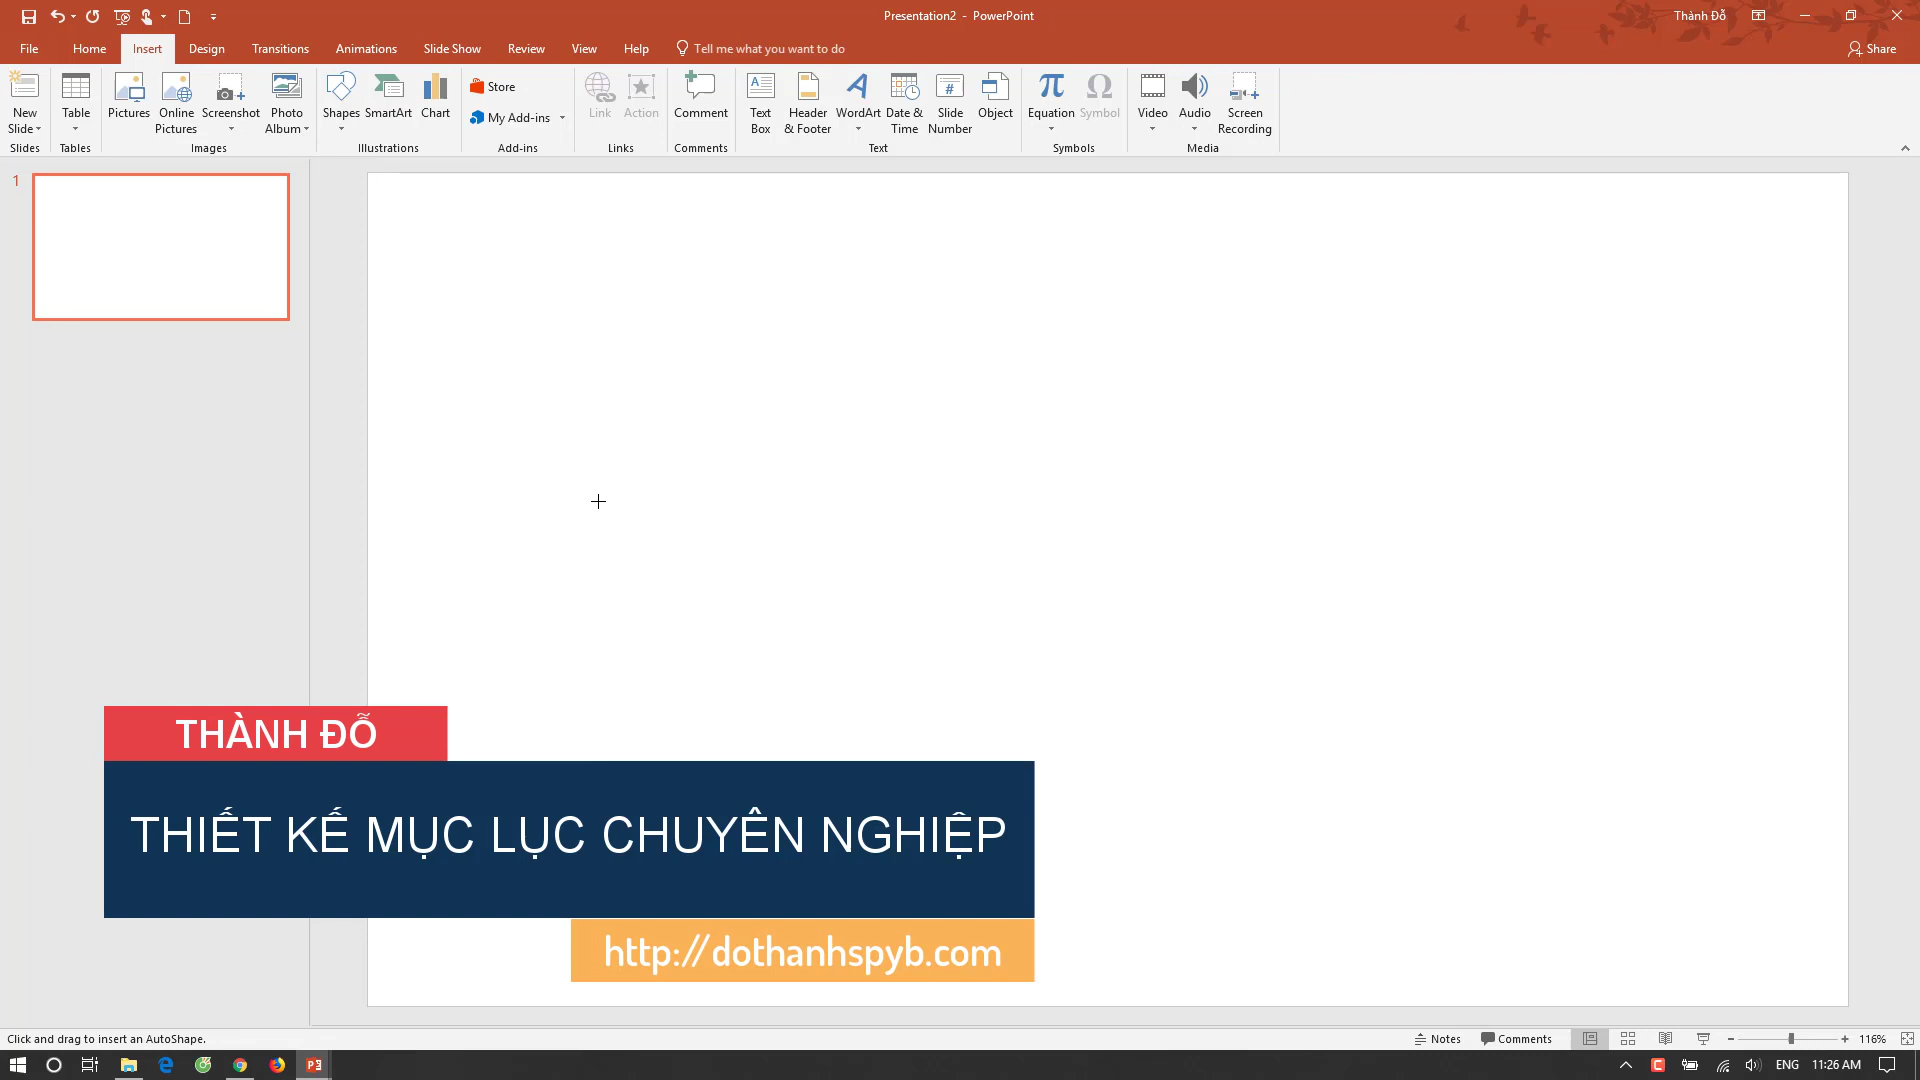 Presentation2 - PowerPoint
Thành Đỗ
File Home Insert Design Transitions Animations Slide Show Review View Help Tell me what you want to do Share
New Slide
Table
Pictures
Online Pictures
Screenshot
Photo Album
Shapes
SmartArt
Chart
Store
My Add-ins
Link
Action
Comment
Text Box
Header & Footer
WordArt
Date & Time
Slide Number
Object
Equation
Symbol
Video
Audio
Screen Recording
Slides Tables Images Illustrations Add-ins Links Comments Text Symbols Media
1
THÀNH ĐỖ
THIẾT KẾ MỤC LỤC CHUYÊN NGHIỆP
http://dothanhspyb.com
Click and drag to insert an AutoShape.
Notes Comments 116%
ENG 11:26 AM